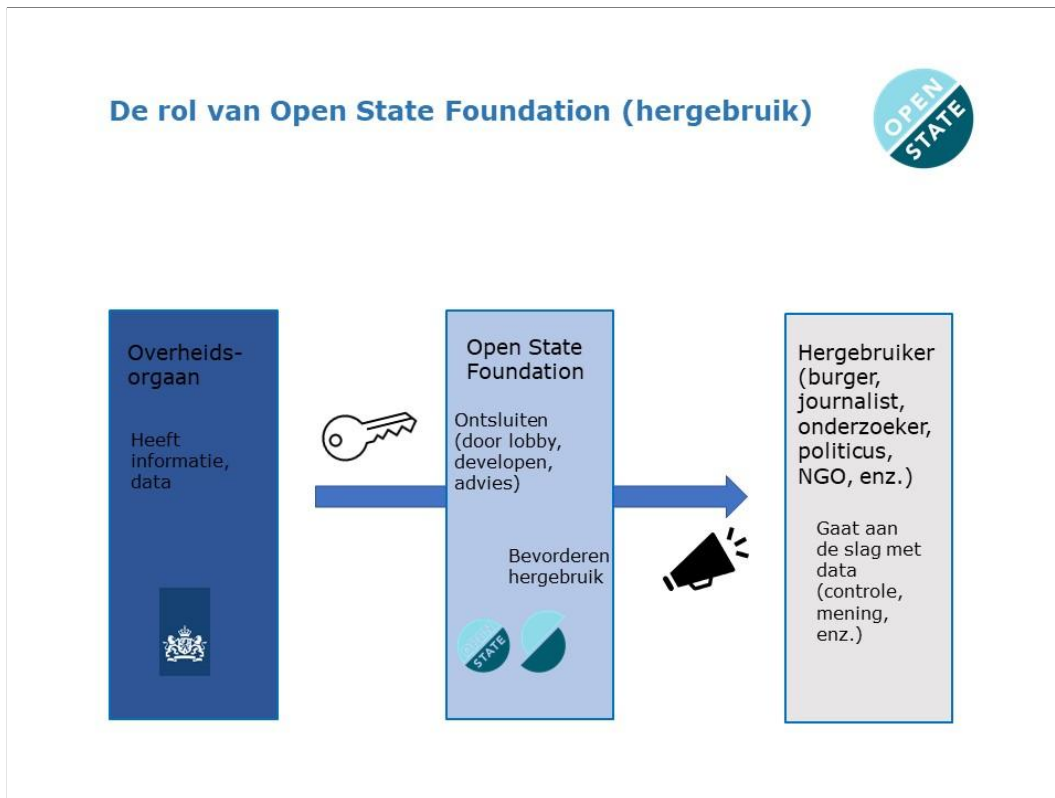 De rol van Open State Foundation (hergebruik)
OPEN
STATE
Overheids-
orgaan
Heeft
informatie,
data
Open State
Foundation
Ontsluiten
(door lobby,
developen,
advies)
Bevorderen
hergebruik
OPEN
STATE
Hergebruiker
(burger,
journalist,
onderzoeker,
politicus,
NGO, enz.)
Gaat aan
de slag met
data
(controle,
mening,
enz.)